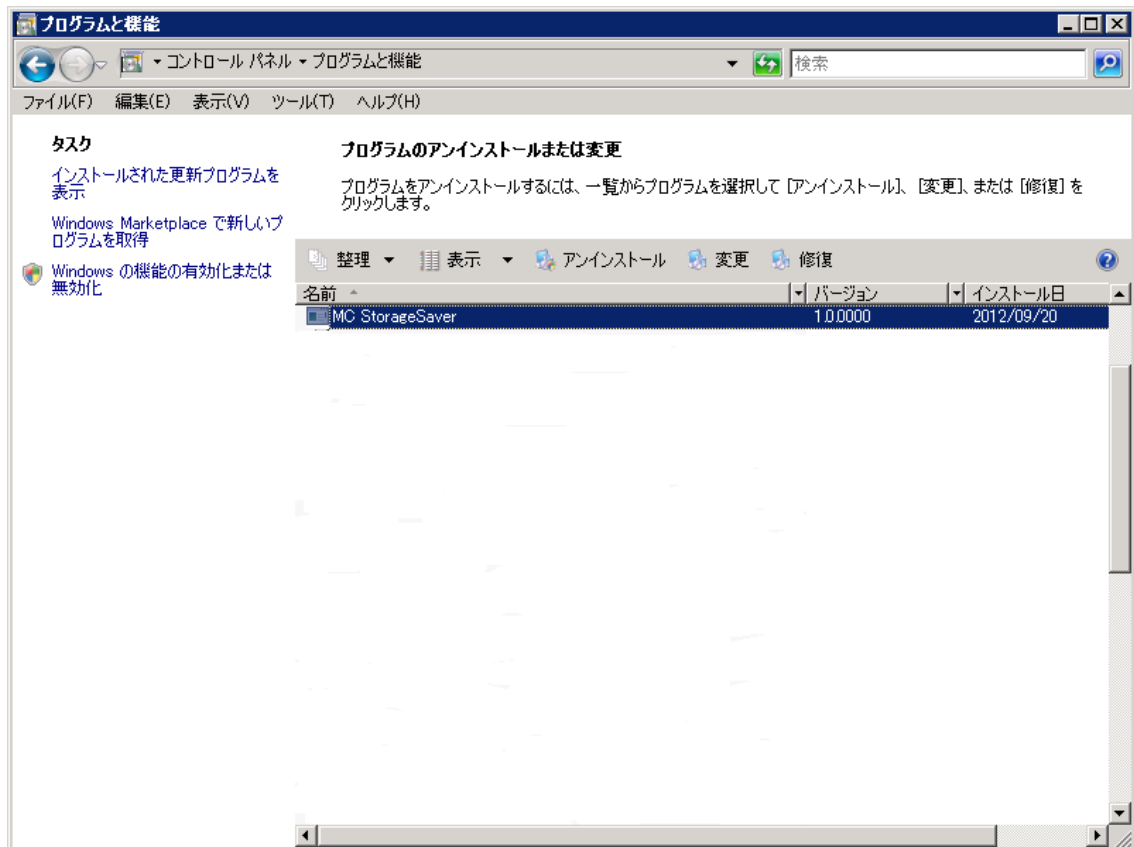 プログラムと機能
コントロール パネル プログラムと機能
検索
ファイル(F) 編集(E) 表示(V) ツール(T) ヘルプ(H)
タスク
インストールされた更新プログラムを
表示
Windows Marketplace で新しいプ
ログラムを取得
Windows の機能の有効化または
無効化
プログラムのアンインストールまたは変更
プログラムをアンインストールするには、一覧からプログラムを選択して [アンインストール]、[変更]、または [修復] を
クリックします。
整理 表示 アンインストール 変更 修復
名前 バージョン インストール日
MC StorageSaver 1.0.0000 2012/09/20